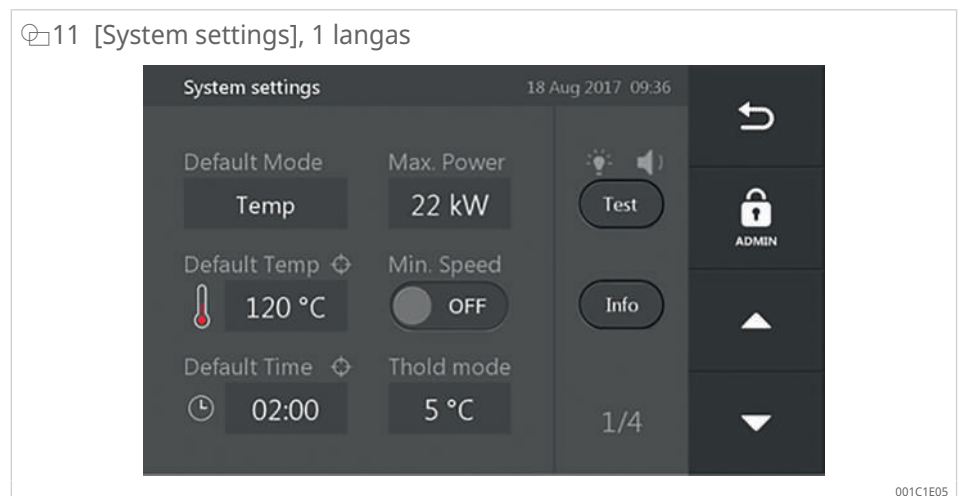 11 [System settings], 1 langas
System settings 18 Aug 2017 09:36
Default Mode Max. Power
Temp 22 kW Test
ADMIN
Default Temp Min. Speed
120 °C OFF Info
Default Time Thold mode
02:00 5 °C 1/4
001C1E05